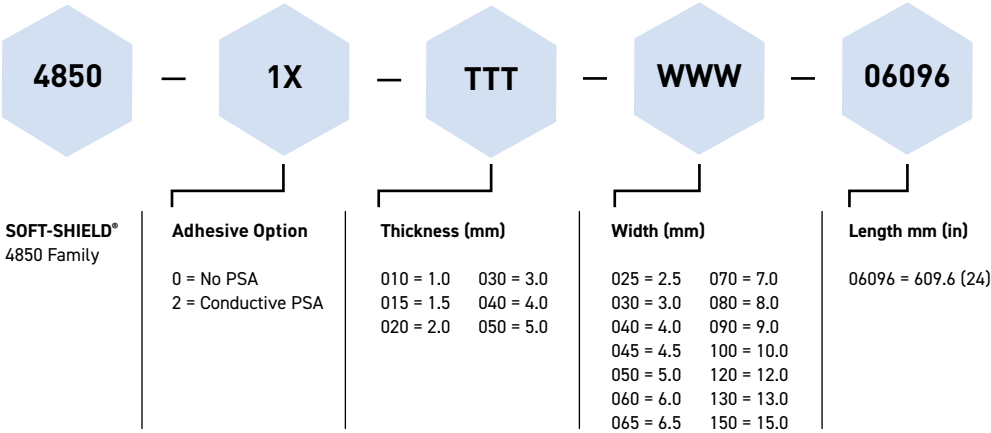 4850 — 1X — TTT — WWW — 06096
SOFT-SHIELD®
4850 Family
Adhesive Option
0 = No PSA
2 = Conductive PSA
Thickness (mm)
010 = 1.0 030 = 3.0
015 = 1.5 040 = 4.0
020 = 2.0 050 = 5.0
Width (mm)
025 = 2.5 070 = 7.0
030 = 3.0 080 = 8.0
040 = 4.0 090 = 9.0
045 = 4.5 100 = 10.0
050 = 5.0 120 = 12.0
060 = 6.0 130 = 13.0
065 = 6.5 150 = 15.0
Length mm (in)
06096 = 609.6 (24)